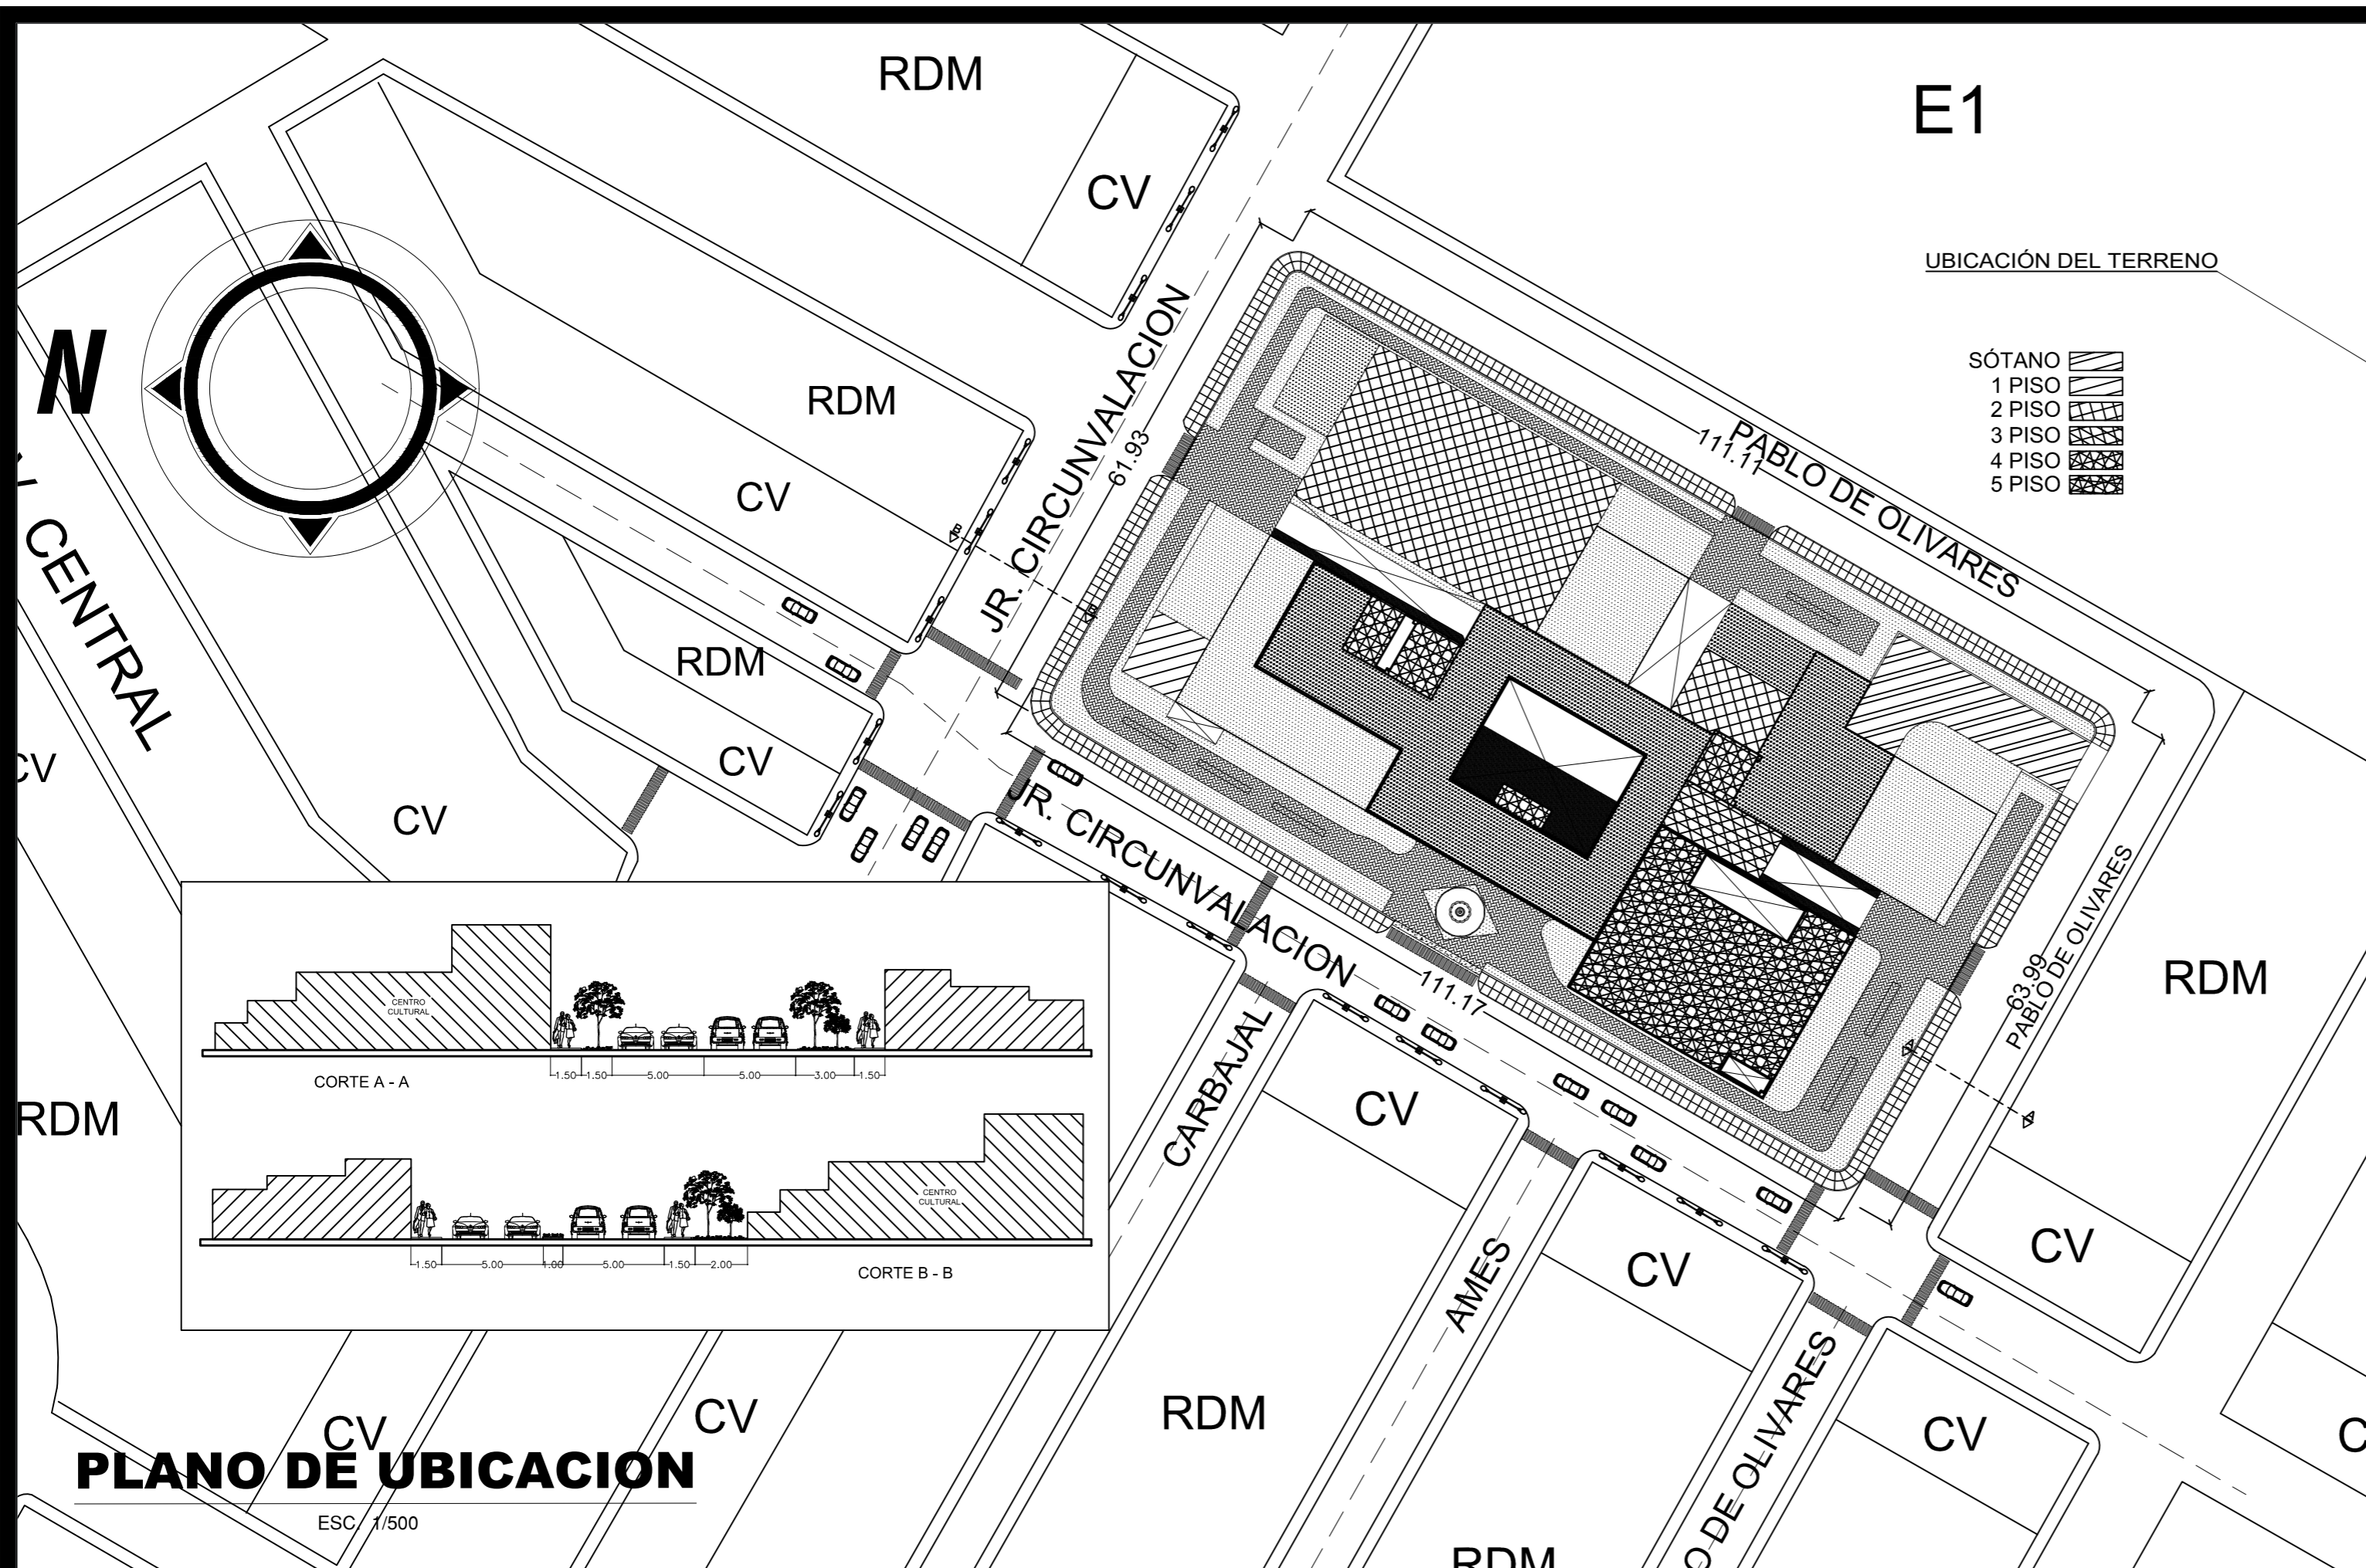 RDM
E1
CV
UBICACIÓN DEL TERRENO
N
JR. CIRCUNVALACION
61.93
111.11
PABLO DE OLIVARES
SÓTANO
1 PISO
2 PISO
3 PISO
4 PISO
5 PISO
RDM
CV
B
B
CENTRAL
RDM
CV
CV
CV
CV
JR. CIRCUNVALACION
111.17
63.99
PABLO DE OLIVARES
RDM
A
A
CENTRO
CULTURAL
1.50 1.50 5.00 5.00 3.00 1.50
CORTE A - A
CENTRO
CULTURAL
1.50 5.00 1.00 5.00 1.50 2.00
CORTE B - B
RDM
CARBAJAL
CV
AMES
CV
CV
O DE OLIVARES
RDM
CV
CV
CV
C
RDM
PLANO DE UBICACION
ESC. 1/500